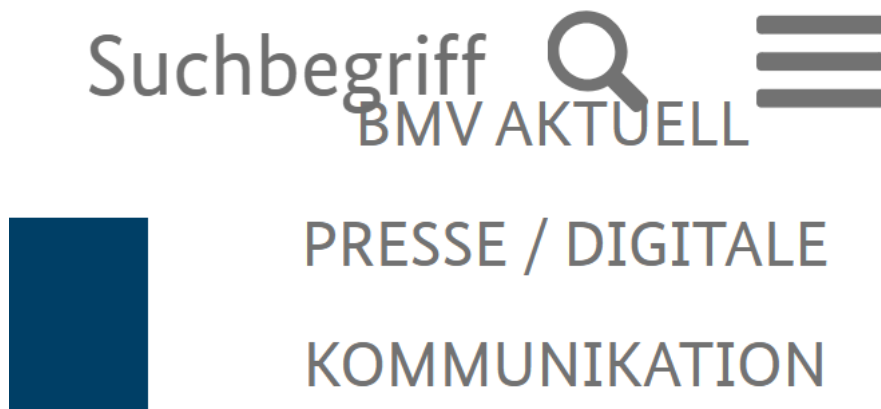 Suchbegriff
BMV AKTUELL
PRESSE / DIGITALE
KOMMUNIKATION